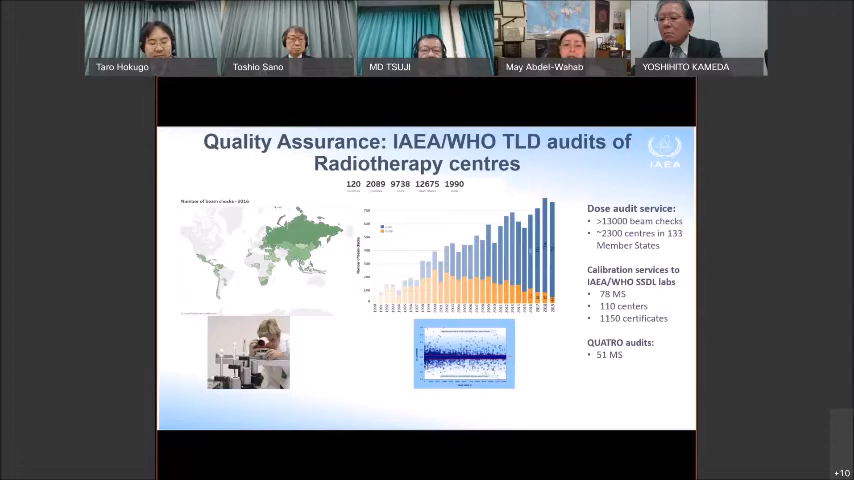 Taro Hokugo
Toshio Sano
MD TSUJI
May Abdel-Wahab
YOSHIHITO KAMEDA
Quality Assurance: IAEA/WHO TLD audits of
Radiotherapy centres
IAEA
120 2089 9738 12675 1990
Number of beam checks - 2016
Dose audit service:
• >13000 beam checks
• ~2300 centres in 133
Member States
Calibration services to
IAEA/WHO SSDL labs
• 78 MS
• 110 centers
• 1150 certificates
QUATRO audits:
• 51 MS
+10